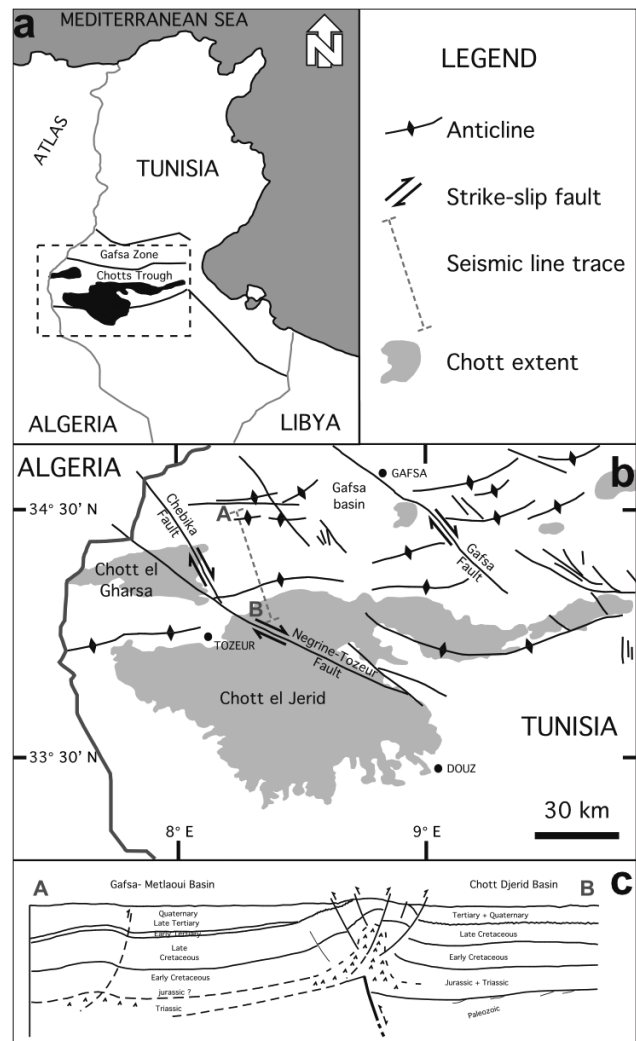 a
MEDITERRANEAN SEA
N
ATLAS
TUNISIA
Gafsa Zone
Chotts Trough
ALGERIA
LIBYA
LEGEND
Anticline
Strike-slip fault
Seismic line trace
Chott extent
b
ALGERIA
34° 30' N
GAFSA
Gafsa
basin
Chebika
Fault
A
Gafsa
Fault
Chott el
Gharsa
B
TOZEUR
Negrine-Tozeur
Fault
Chott el Jerid
TUNISIA
33° 30' N
DOUZ
30 km
8° E
9° E
c
A
Gafsa- Metlaoui Basin
Chott Djerid Basin
B
Quaternary
Late Tertiary
Early Tertiary
Late
Cretaceous
Early Cretaceous
jurassic ?
Triassic
Tertiary + Quaternary
Late Cretaceous
Early Cretaceous
Jurassic + Triassic
Paleozoic